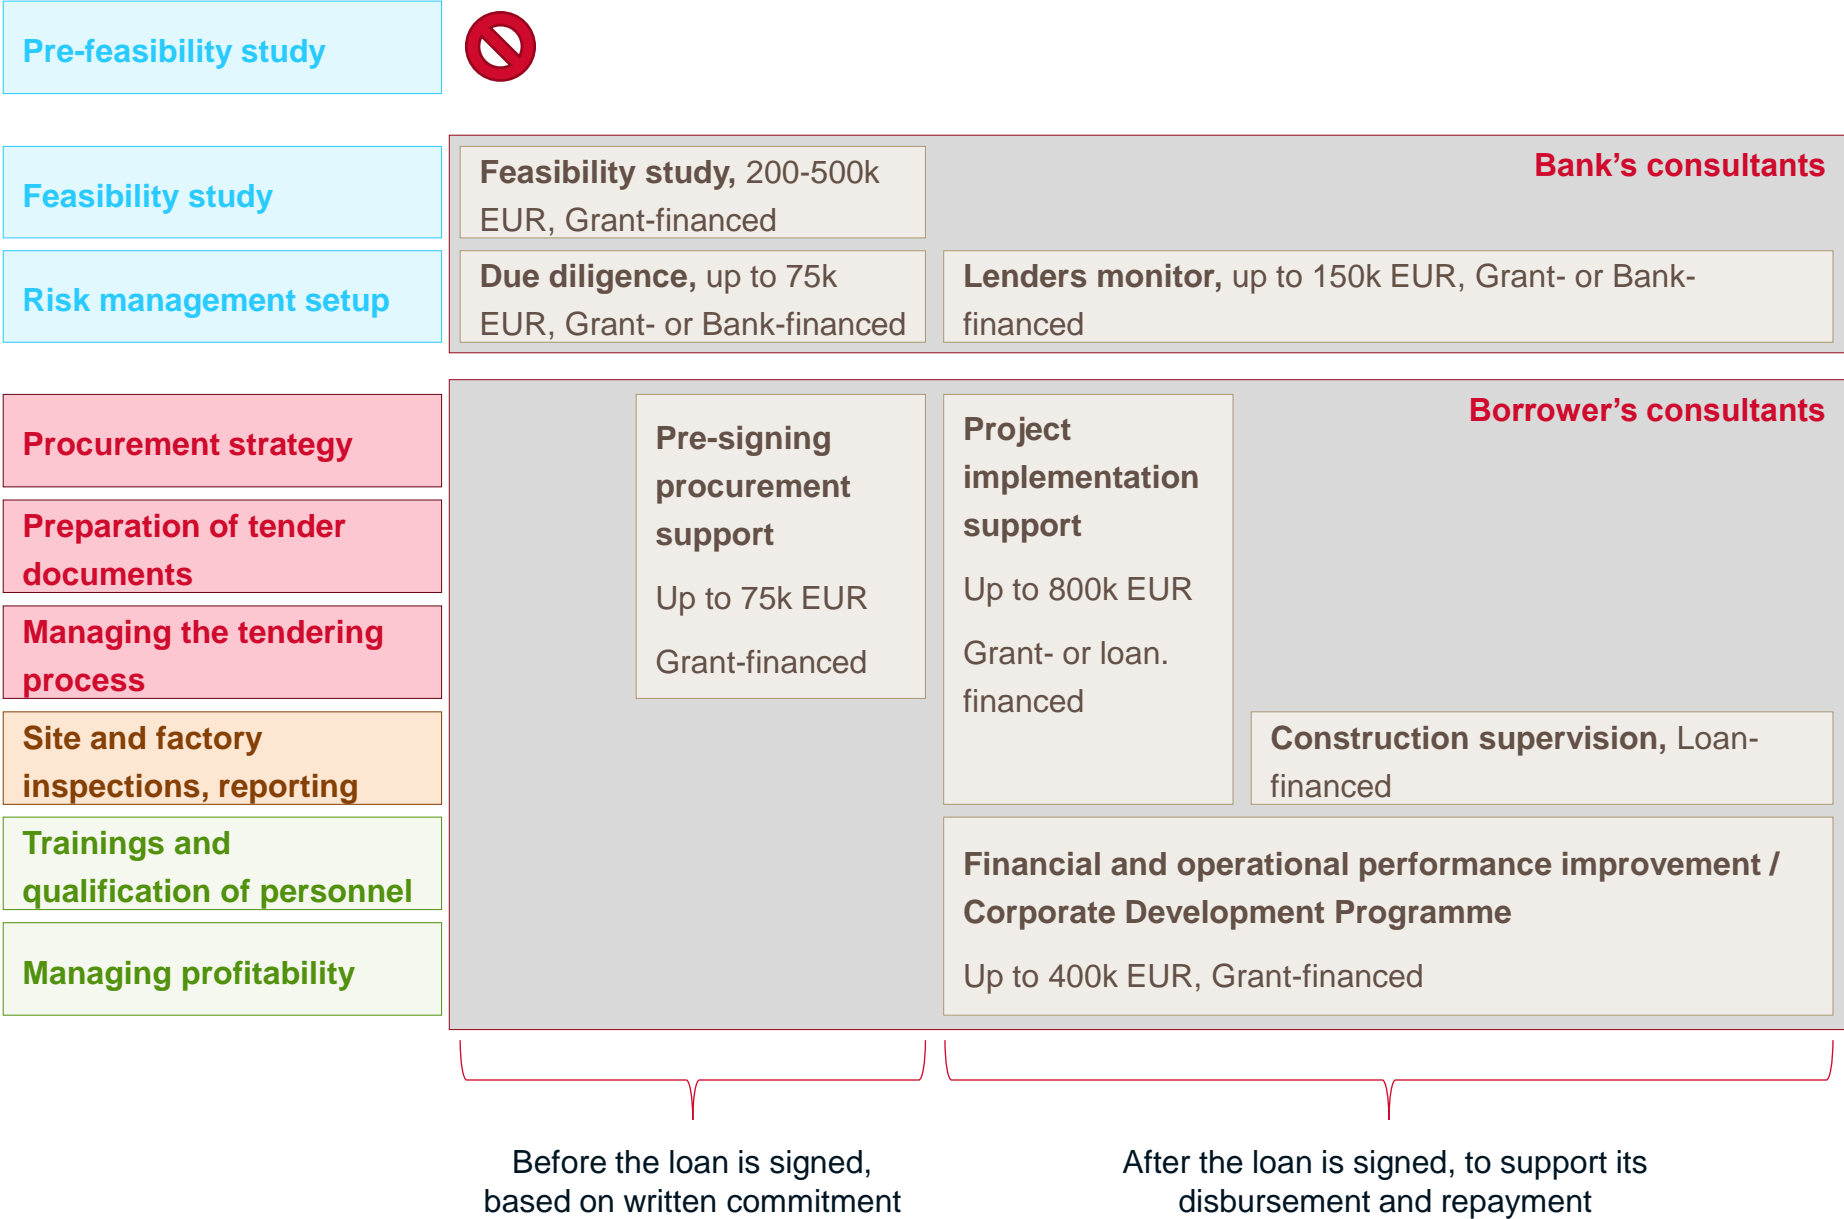 Pre-feasibility study
Feasibility study
Feasibility study, 200-500k
EUR, Grant-financed
Bank’s consultants
Risk management setup
Due diligence, up to 75k
EUR, Grant- or Bank-financed
Lenders monitor, up to 150k EUR, Grant- or Bank-
financed
Borrower’s consultants
Procurement strategy
Preparation of tender
documents
Managing the tendering
process
Site and factory
inspections, reporting
Trainings and
qualification of personnel
Managing profitability
Pre-signing
procurement
support
Up to 75k EUR
Grant-financed
Project
implementation
support
Up to 800k EUR
Grant- or loan.
financed
Construction supervision, Loan-
financed
Financial and operational performance improvement /
Corporate Development Programme
Up to 400k EUR, Grant-financed
Before the loan is signed,
based on written commitment
After the loan is signed, to support its
disbursement and repayment